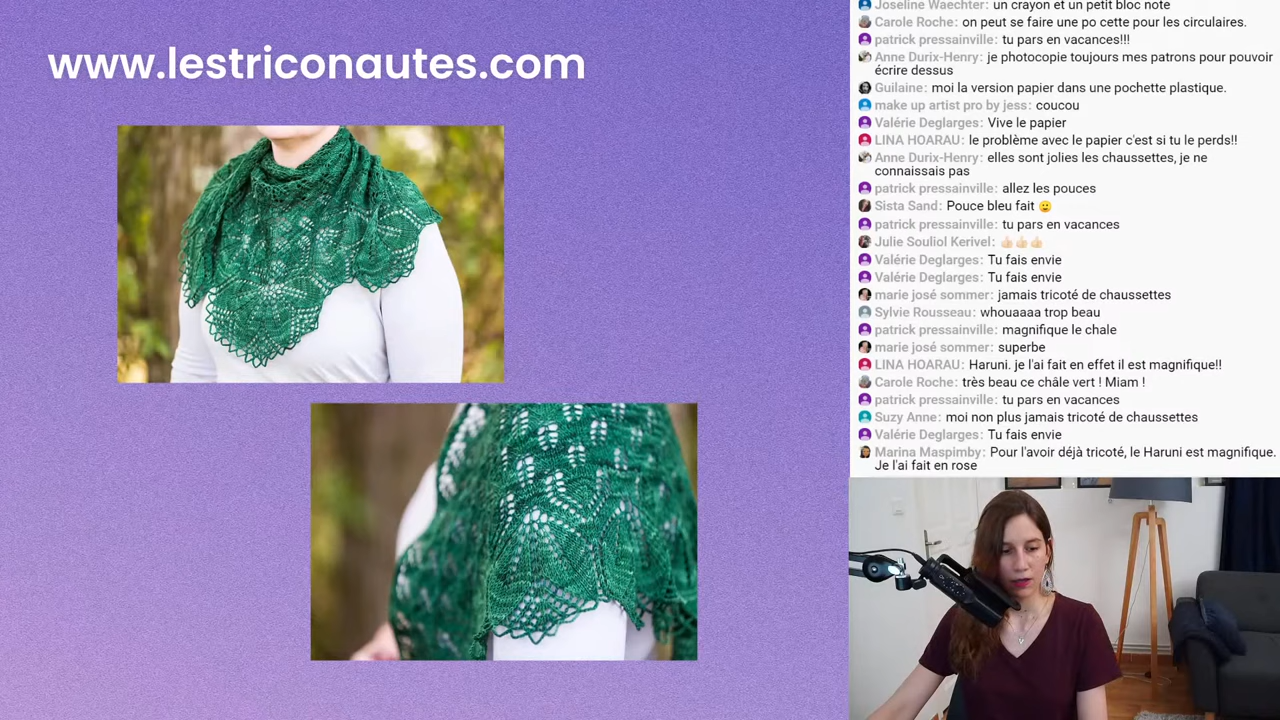 www.lestriconautes.com
Joseline Waechter: un crayon et un petit bloc note
Carole Roche: on peut se faire une po cette pour les circulaires.
patrick pressainville: tu pars en vacances!!!
Anne Durix-Henry: je photocopie toujours mes patrons pour pouvoir
écrire dessus
Guilaine: moi la version papier dans une pochette plastique.
make up artist pro by jess: coucou
Valérie Deglarges: Vive le papier
LINA HOARAU: le problème avec le papier c'est si tu le perds!!
Anne Durix-Henry: elles sont jolies les chaussettes, je ne
connaissais pas
patrick pressainville: allez les pouces
Sista Sand: Pouce bleu fait 🙂
patrick pressainville: tu pars en vacances
Julie Souliol Kerivel: 👍🏻👍🏻👍🏻
Valérie Deglarges: Tu fais envie
Valérie Deglarges: Tu fais envie
marie josé sommer: jamais tricoté de chaussettes
Sylvie Rousseau: whouaaaa trop beau
patrick pressainville: magnifique le chale
marie josé sommer: superbe
LINA HOARAU: Haruni. je l'ai fait en effet il est magnifique!!
Carole Roche: très beau ce châle vert ! Miam !
patrick pressainville: tu pars en vacances
Suzy Anne: moi non plus jamais tricoté de chaussettes
Valérie Deglarges: Tu fais envie
Marina Maspimby: Pour l'avoir déjà tricoté, le Haruni est magnifique.
Je l'ai fait en rose